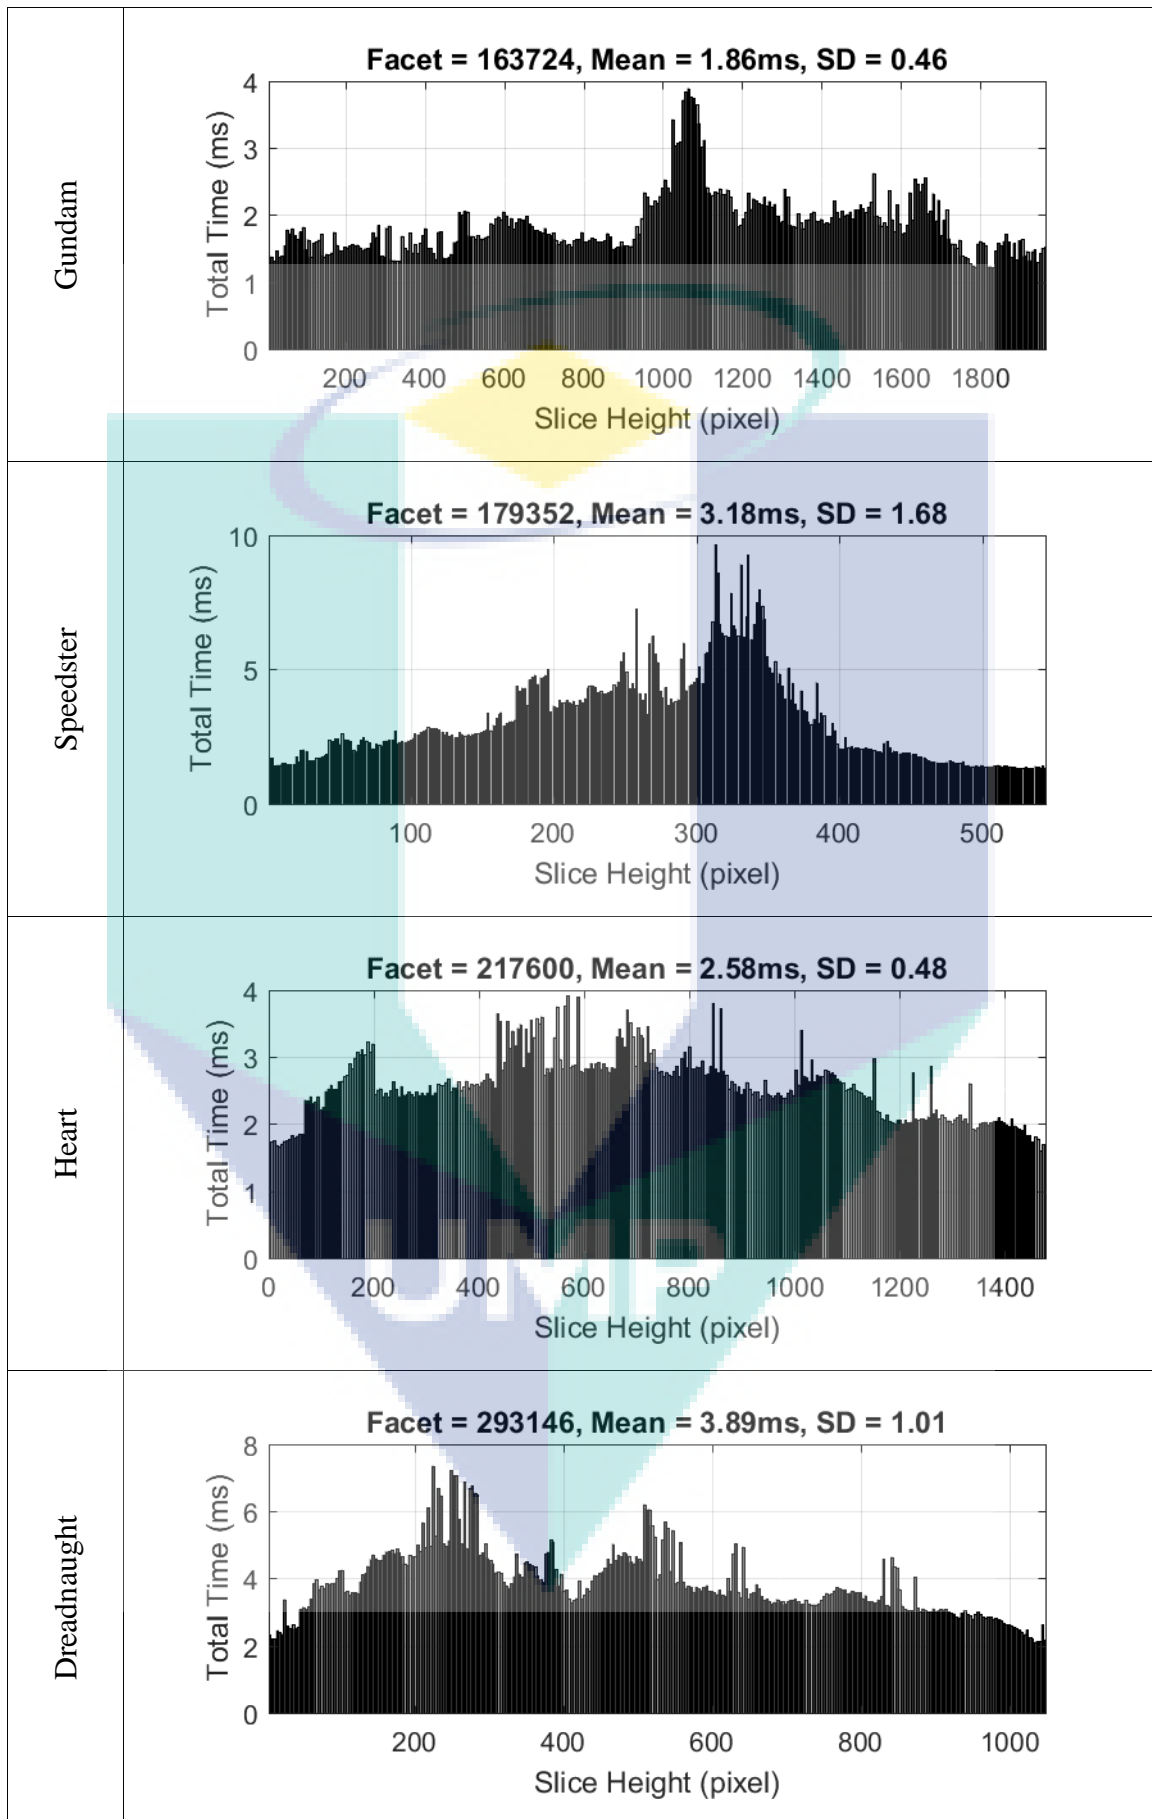 Gundam
Facet = 163724, Mean = 1.86ms, SD = 0.46
Total Time (ms)
4
3
2
1
0
200 400 600 800 1000 1200 1400 1600 1800
Slice Height (pixel)
Speedster
Facet = 179352, Mean = 3.18ms, SD = 1.68
Total Time (ms)
10
5
0
100 200 300 400 500
Slice Height (pixel)
Heart
Facet = 217600, Mean = 2.58ms, SD = 0.48
Total Time (ms)
4
3
2
1
0
0 200 400 600 800 1000 1200 1400
UMP
Slice Height (pixel)
Dreadnaught
Facet = 293146, Mean = 3.89ms, SD = 1.01
Total Time (ms)
8
6
4
2
0
200 400 600 800 1000
Slice Height (pixel)